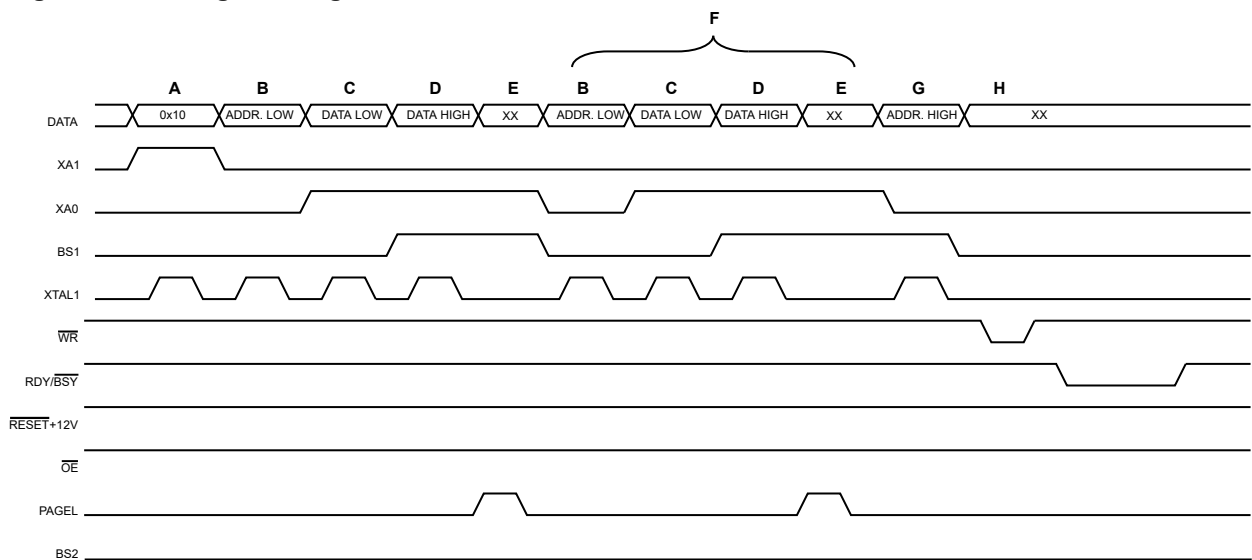 F
A B C D E B C D E G H
DATA 0x10 ADDR. LOW DATA LOW DATA HIGH XX ADDR. LOW DATA LOW DATA HIGH XX ADDR. HIGH XX
XA1
XA0
BS1
XTAL1
WR
RDY/BSY
RESET+12V
OE
PAGEL
BS2